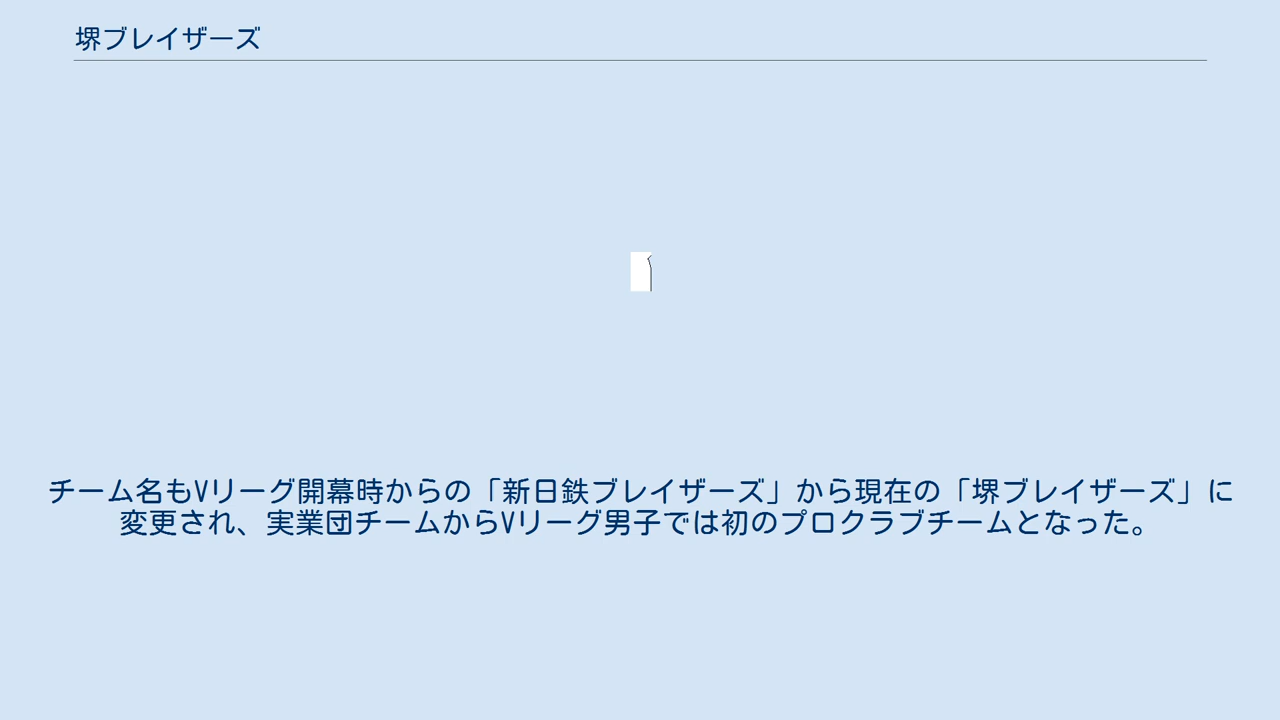 堺ブレイザーズ
チーム名もVリーグ開幕時からの「新日鉄ブレイザーズ」から現在の「堺ブレイザーズ」に
変更され、実業団チームからVリーグ男子では初のプロクラブチームとなった。